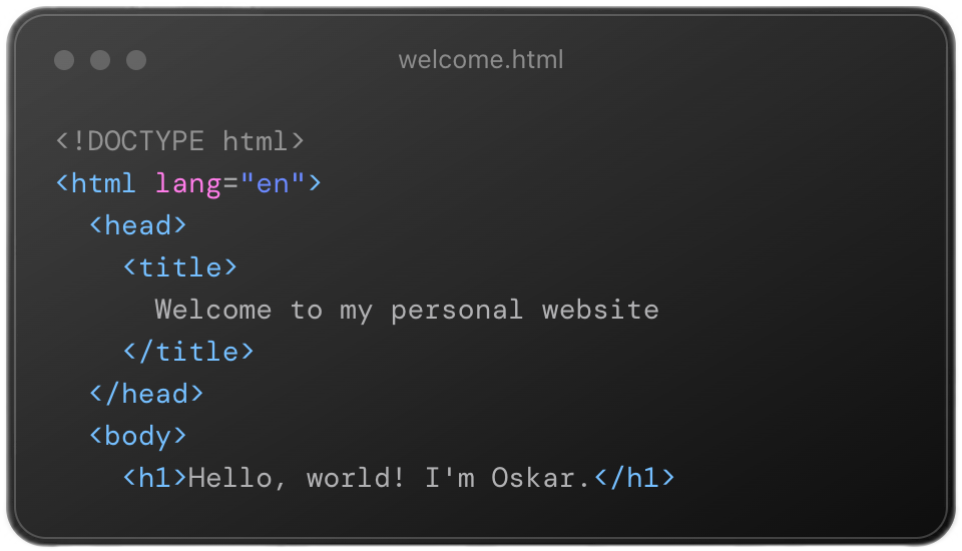 welcome.html
<!DOCTYPE html>
<html lang="en">
  <head>
    <title>
      Welcome to my personal website
    </title>
  </head>
  <body>
    <h1>Hello, world! I'm Oskar.</h1>